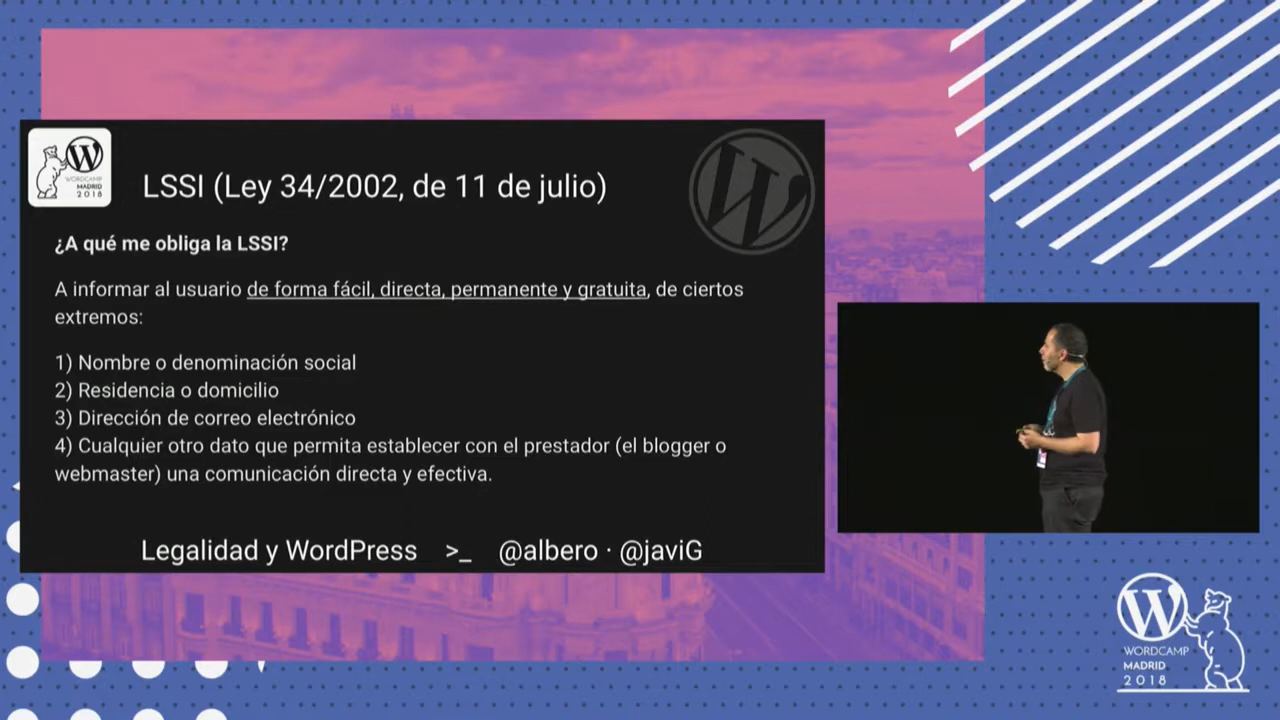 WORDCAMP
MADRID
2018
LSSI (Ley 34/2002, de 11 de julio)
¿A qué me obliga la LSSI?
A informar al usuario de forma fácil, directa, permanente y gratuita, de ciertos
extremos:
1) Nombre o denominación social
2) Residencia o domicilio
3) Dirección de correo electrónico
4) Cualquier otro dato que permita establecer con el prestador (el blogger o
webmaster) una comunicación directa y efectiva.
Legalidad y WordPress >_ @albero · @javiG
WORDCAMP
MADRID
2018